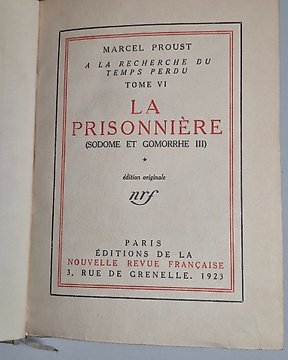 MARCEL PROUST
A LA RECHERCHE DU
TEMPS PERDU
TOME VI
LA
PRISONNIÈRE
(SODOME ET GOMORRHE III)
*
édition originale
nrf
PARIS
ÉDITIONS DE LA
NOUVELLE REVUE FRANÇAISE
3, RUE DE GRENELLE. 1923